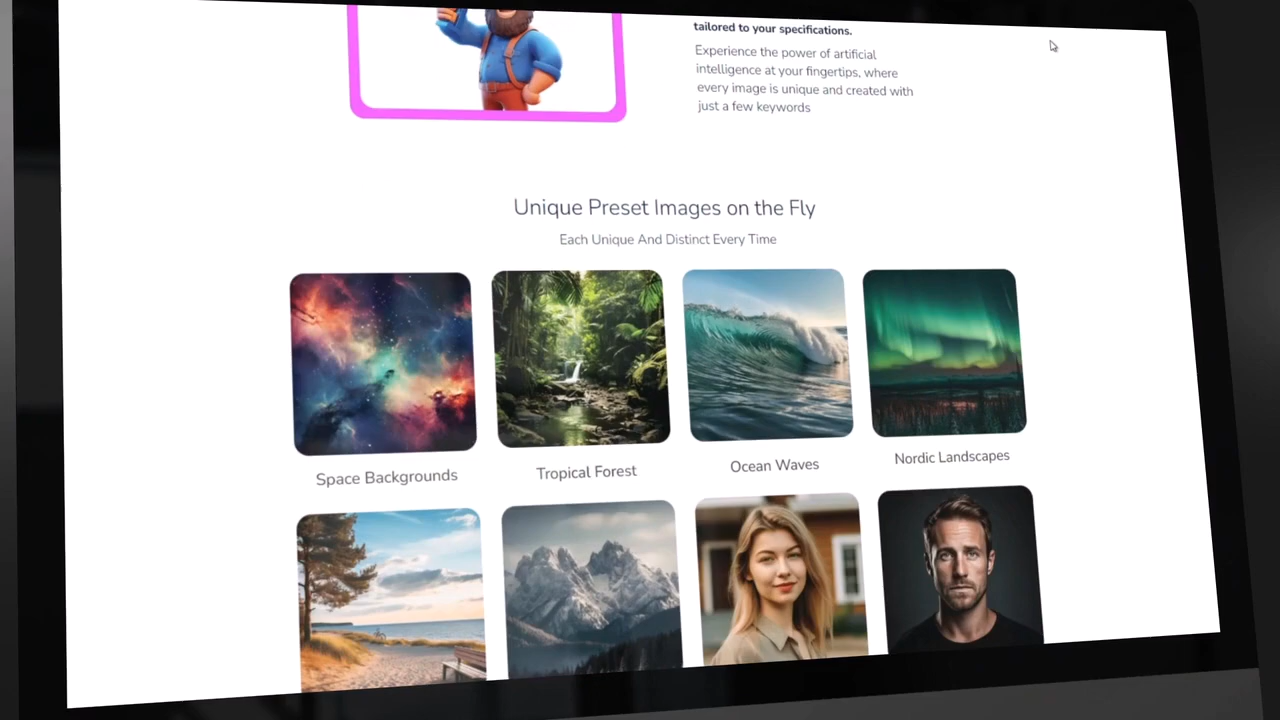 tailored to your specifications.
Experience the power of artificial
intelligence at your fingertips, where
every image is unique and created with
just a few keywords
Unique Preset Images on the Fly
Each Unique And Distinct Every Time
Space Backgrounds
Tropical Forest
Ocean Waves
Nordic Landscapes